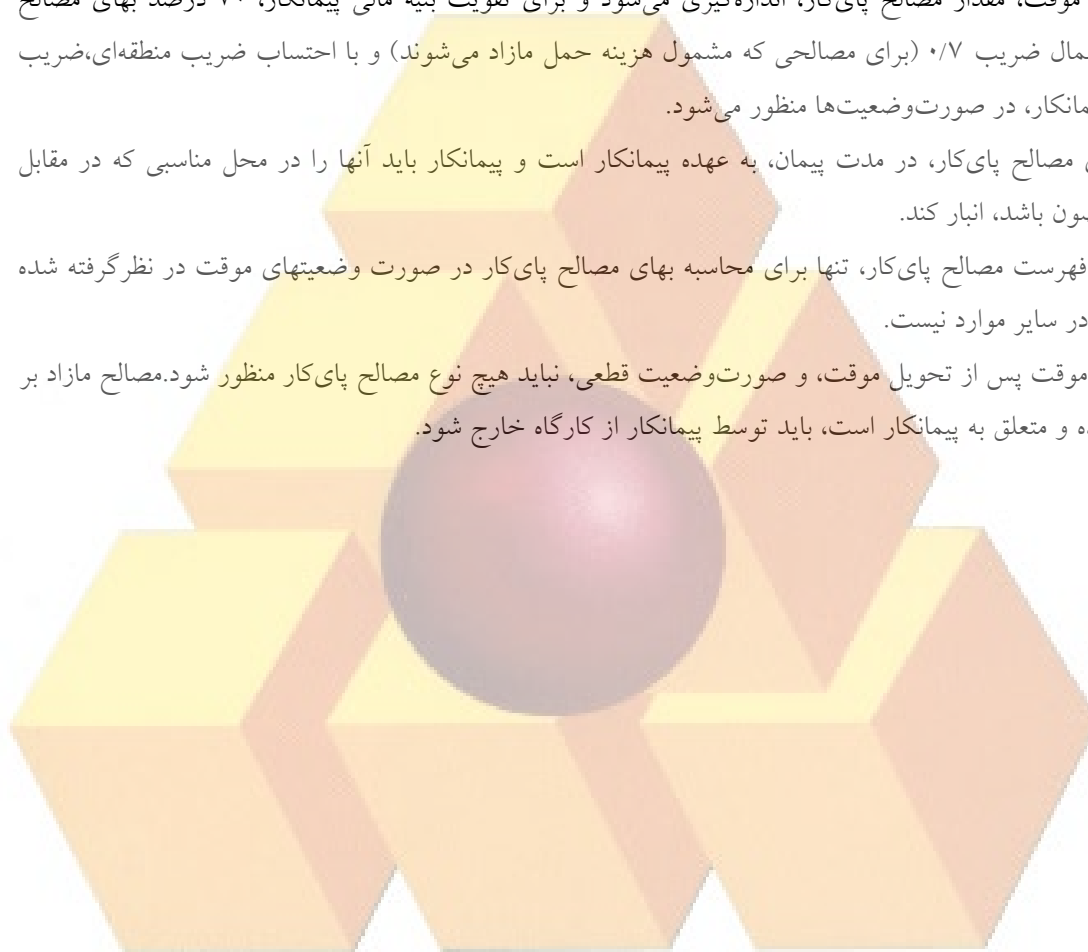 موقت، مقدار مصالح پای‌کار، اندازه‌گیری می‌شود و برای تقویت بنیه مالی پیمانکار، ۷۰ درصد بهای مصالح
ضریب ۰/۷ (برای مصالحی که مشمول هزینه حمل مازاد می‌شوند) و با احتساب ضریب منطقه‌ای،ضریب
در صورت‌وضعیت‌ها منظور می‌شود.
مصالح پای‌کار، در مدت پیمان، به عهده پیمانکار است و پیمانکار باید آنها را در محل مناسبی که در مقابل
باشد، انبار کند.
فهرست مصالح پای‌کار، تنها برای محاسبه بهای مصالح پای‌کار در صورت وضعیتهای موقت در نظرگرفته شده
در سایر موارد نیست.
موقت پس از تحویل موقت، و صورت‌وضعیت قطعی، نباید هیچ نوع مصالح پای‌کار منظور شود.مصالح مازاد بر
و متعلق به پیمانکار است، باید توسط پیمانکار از کارگاه خارج شود.